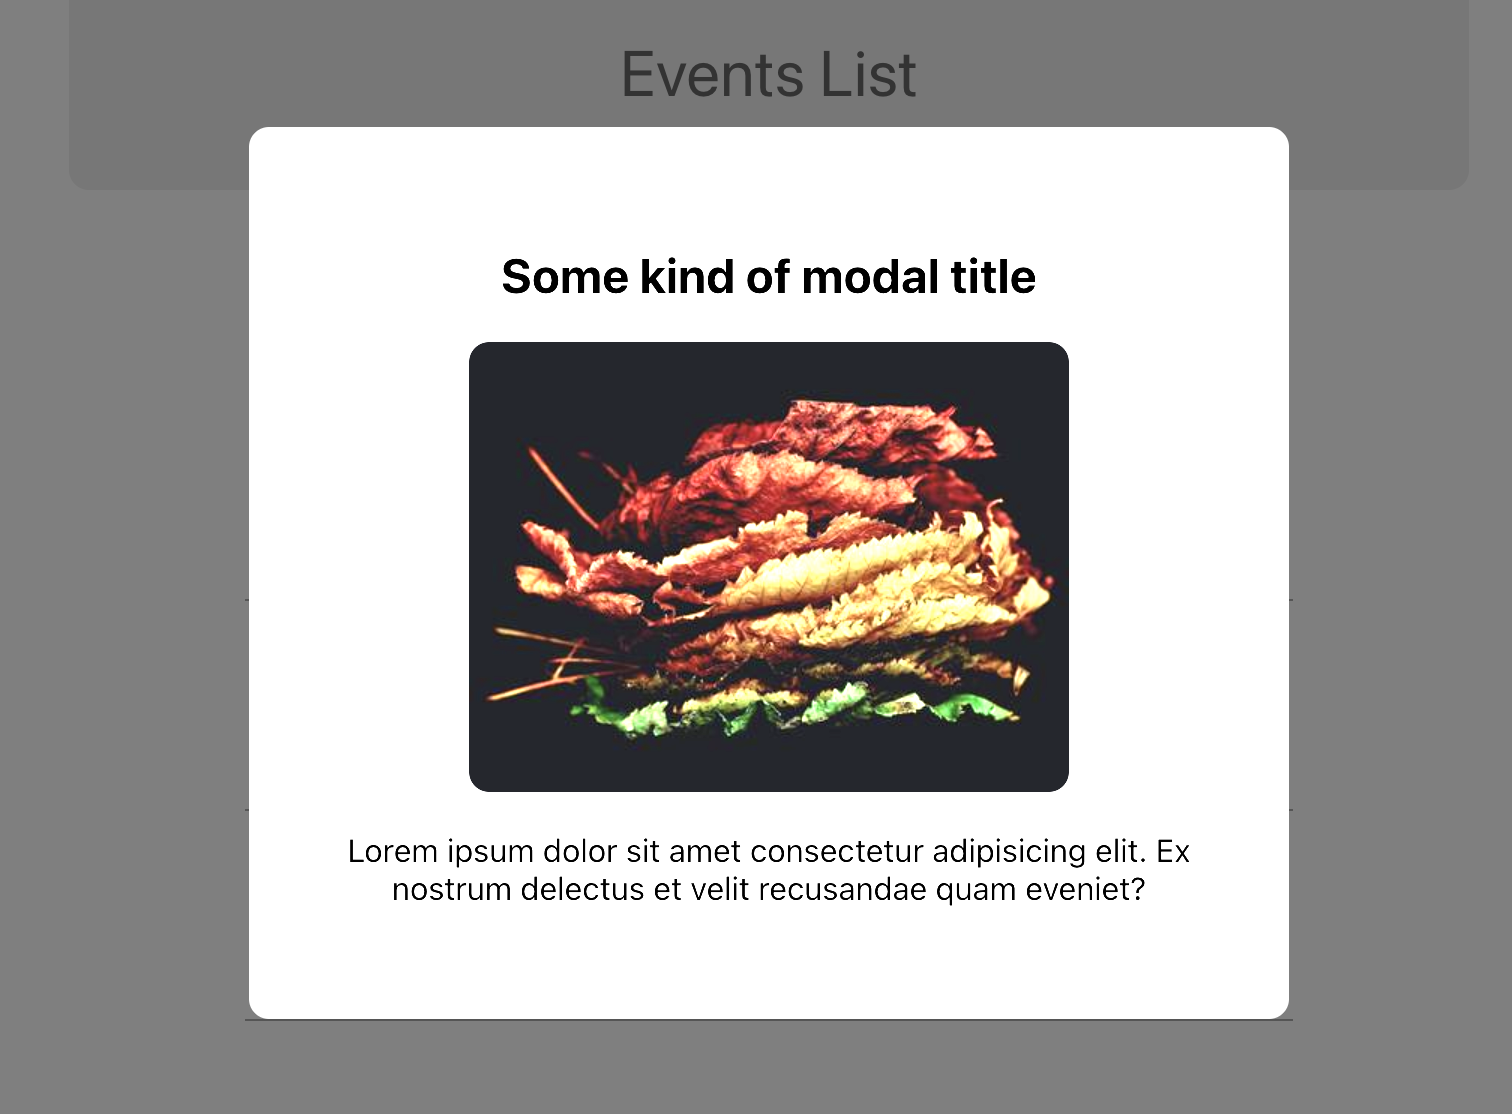 Events List
Some kind of modal title
Lorem ipsum dolor sit amet consectetur adipisicing elit. Ex
nostrum delectus et velit recusandae quam eveniet?